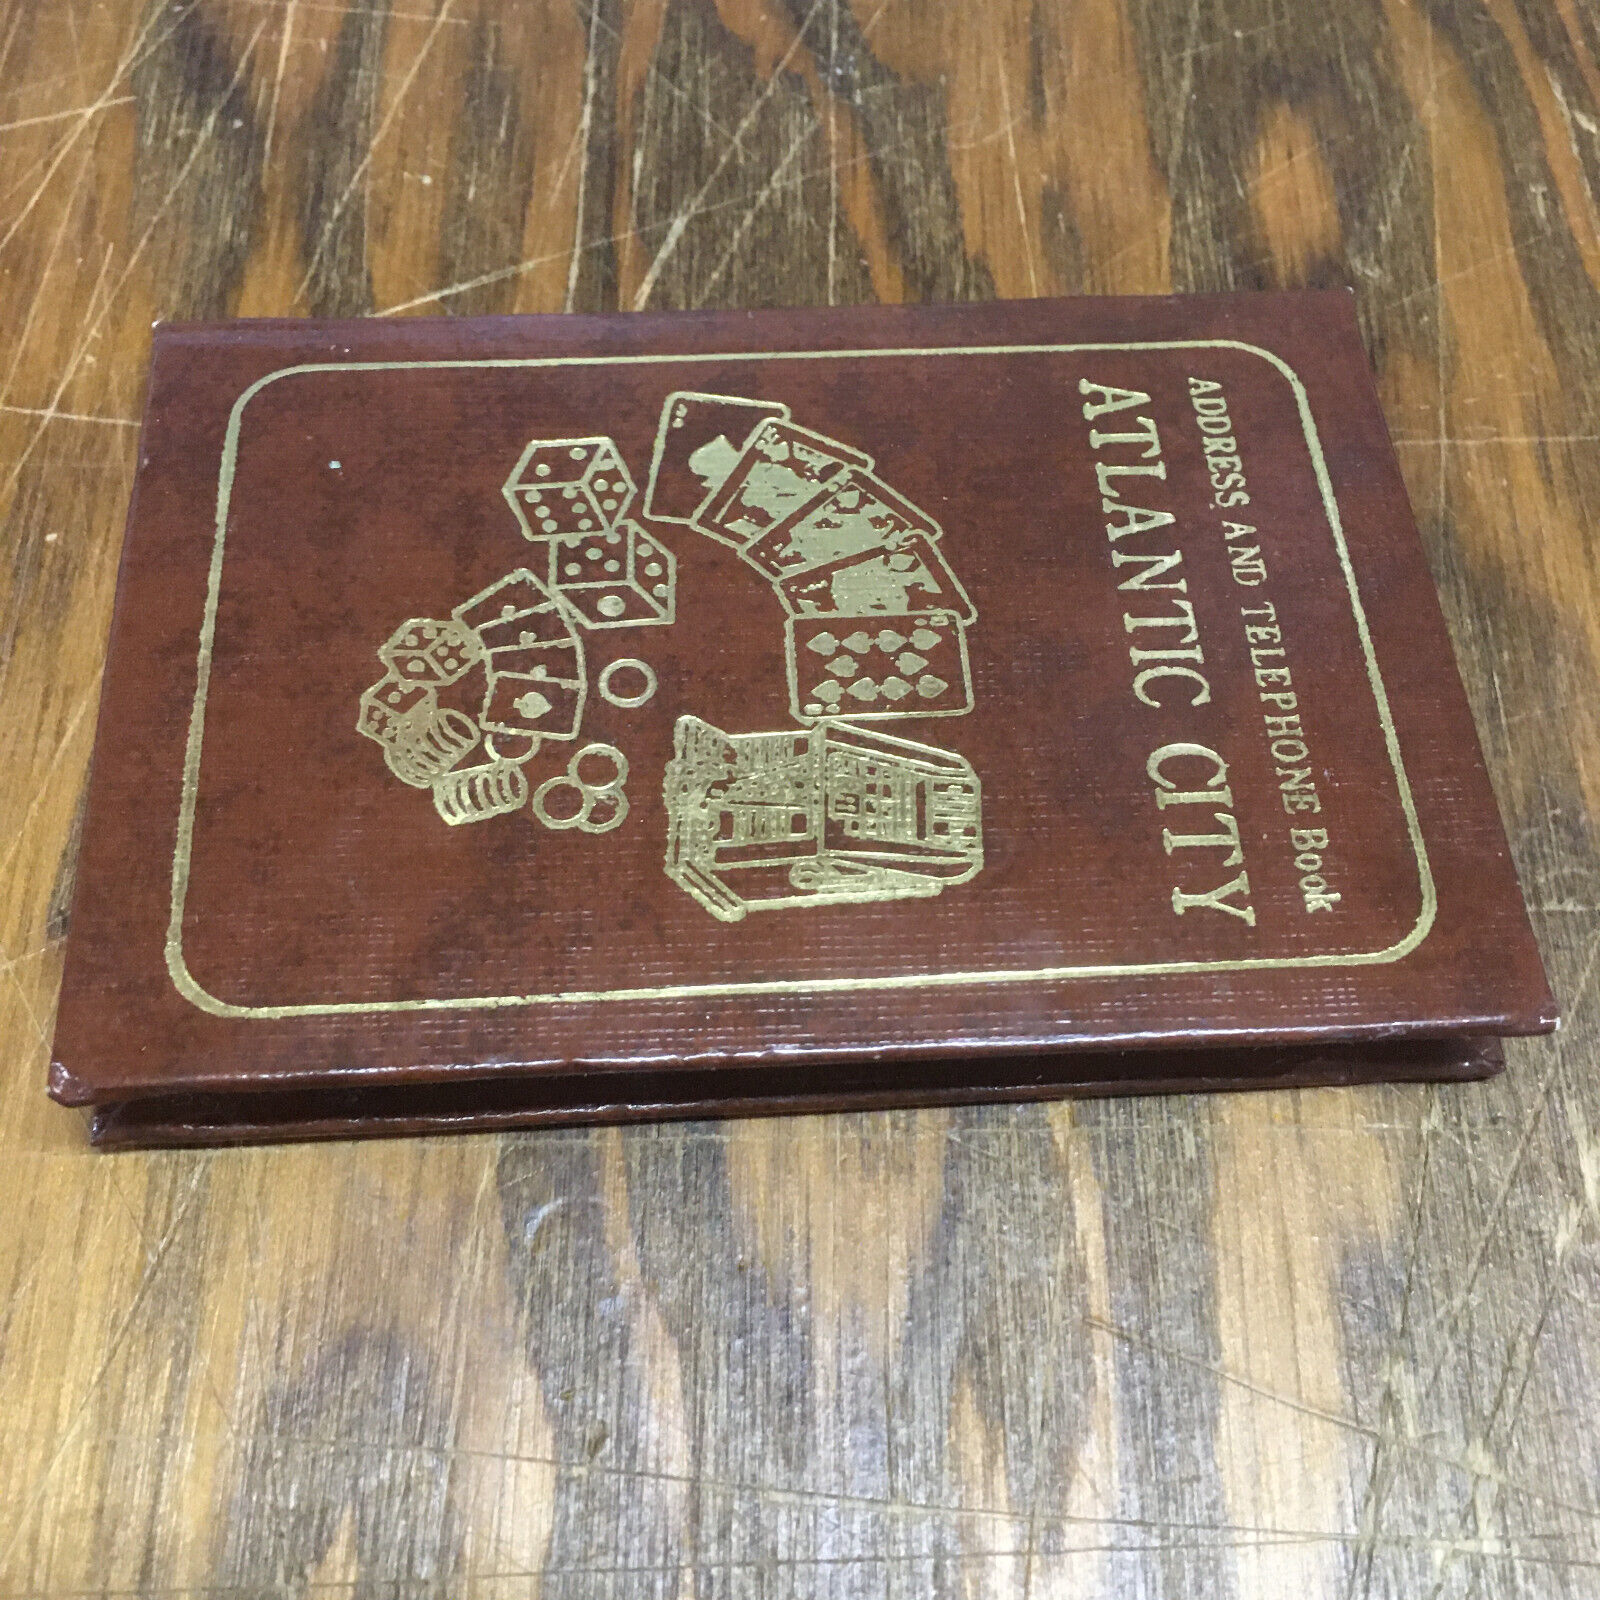 ADDRESS AND TELEPHONE BOOK
ATLANTIC CITY